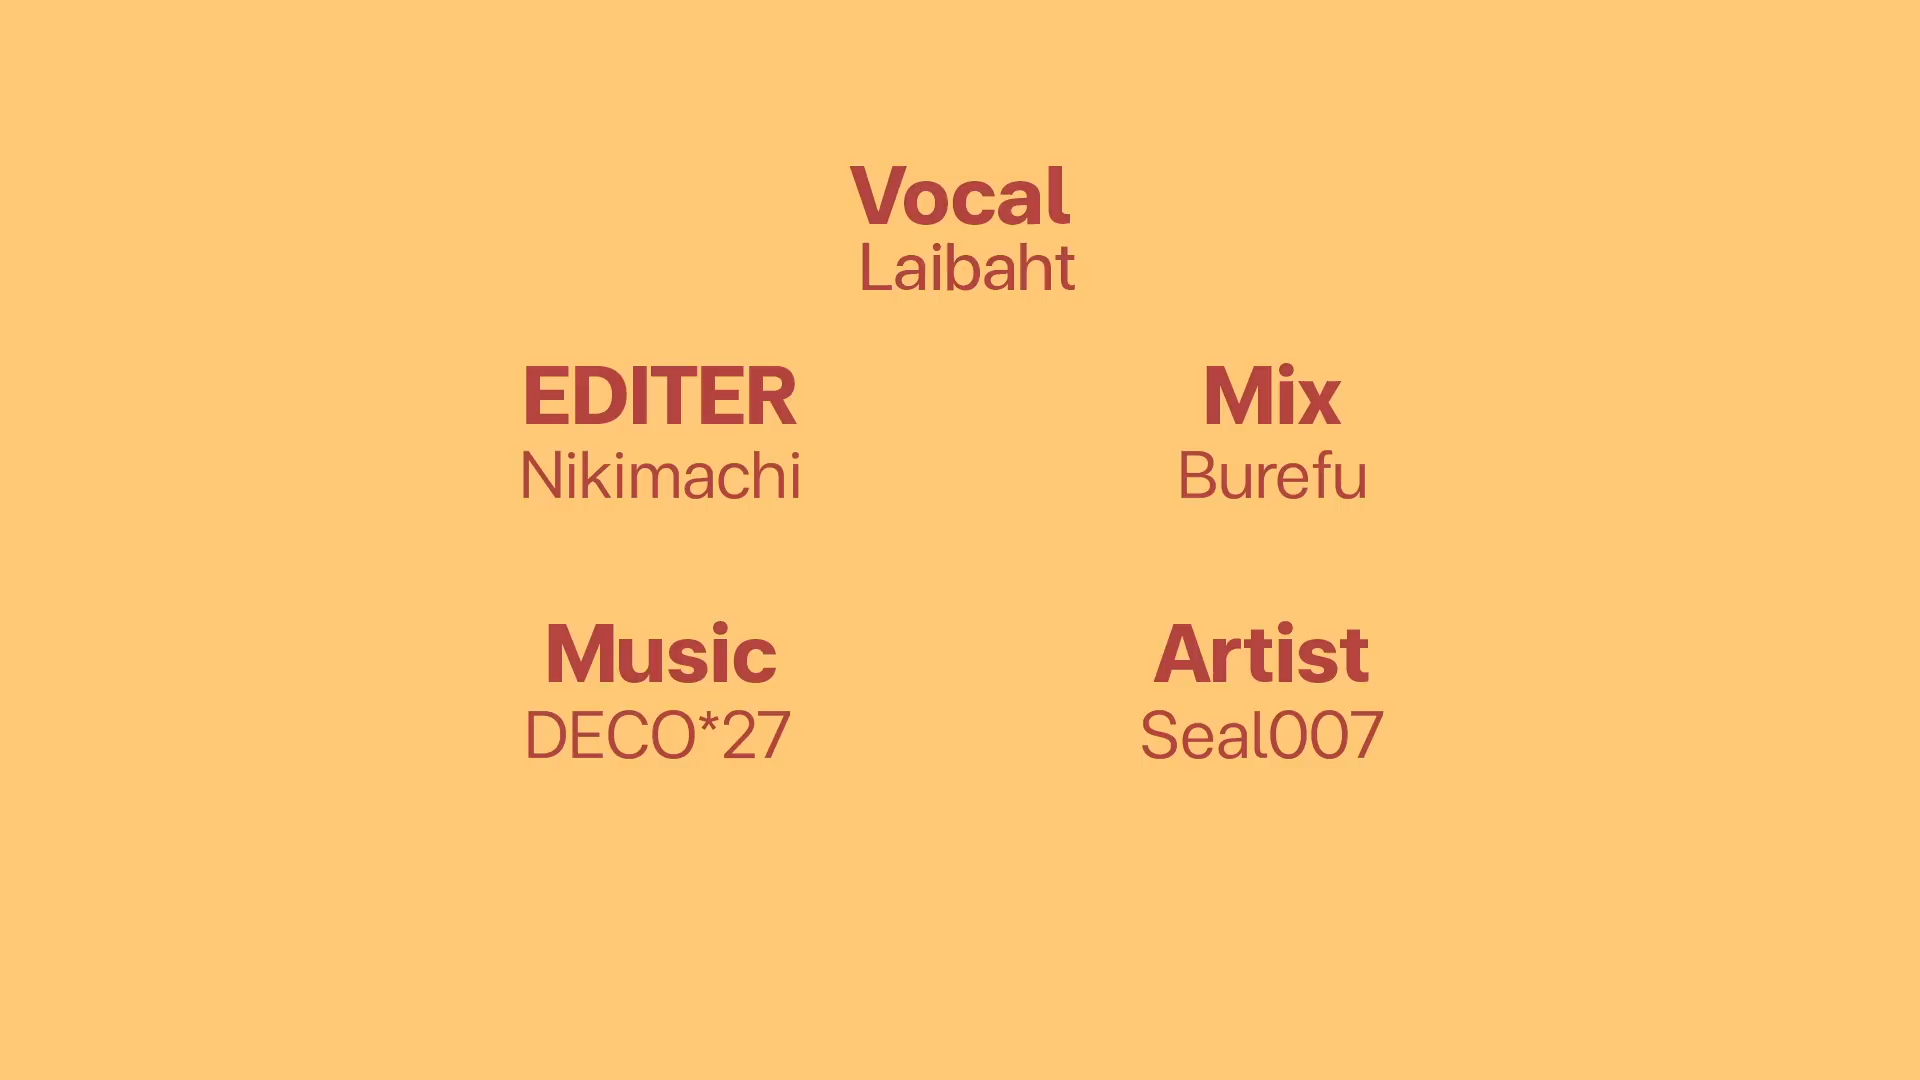 Vocal
Laibaht
EDITER
Nikimachi
Mix
Burefu
Music
DECO*27
Artist
Seal007